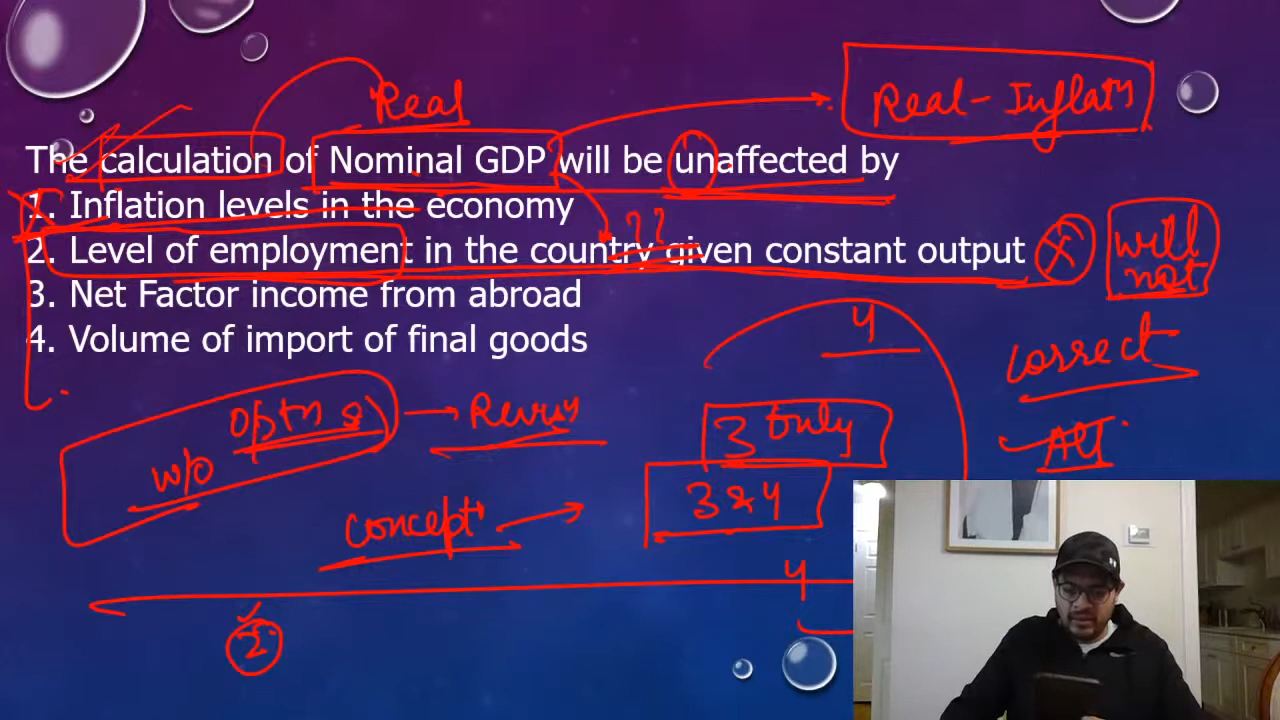 Real
Real - Inflatn
The calculation of Nominal GDP will be unaffected by
1. Inflation levels in the economy
??
2. Level of employment in the country given constant output
will not
3. Net Factor income from abroad
4. Volume of import of final goods
4
correct
w/o optn s
3 only
All
3 & 4
concept
4
2